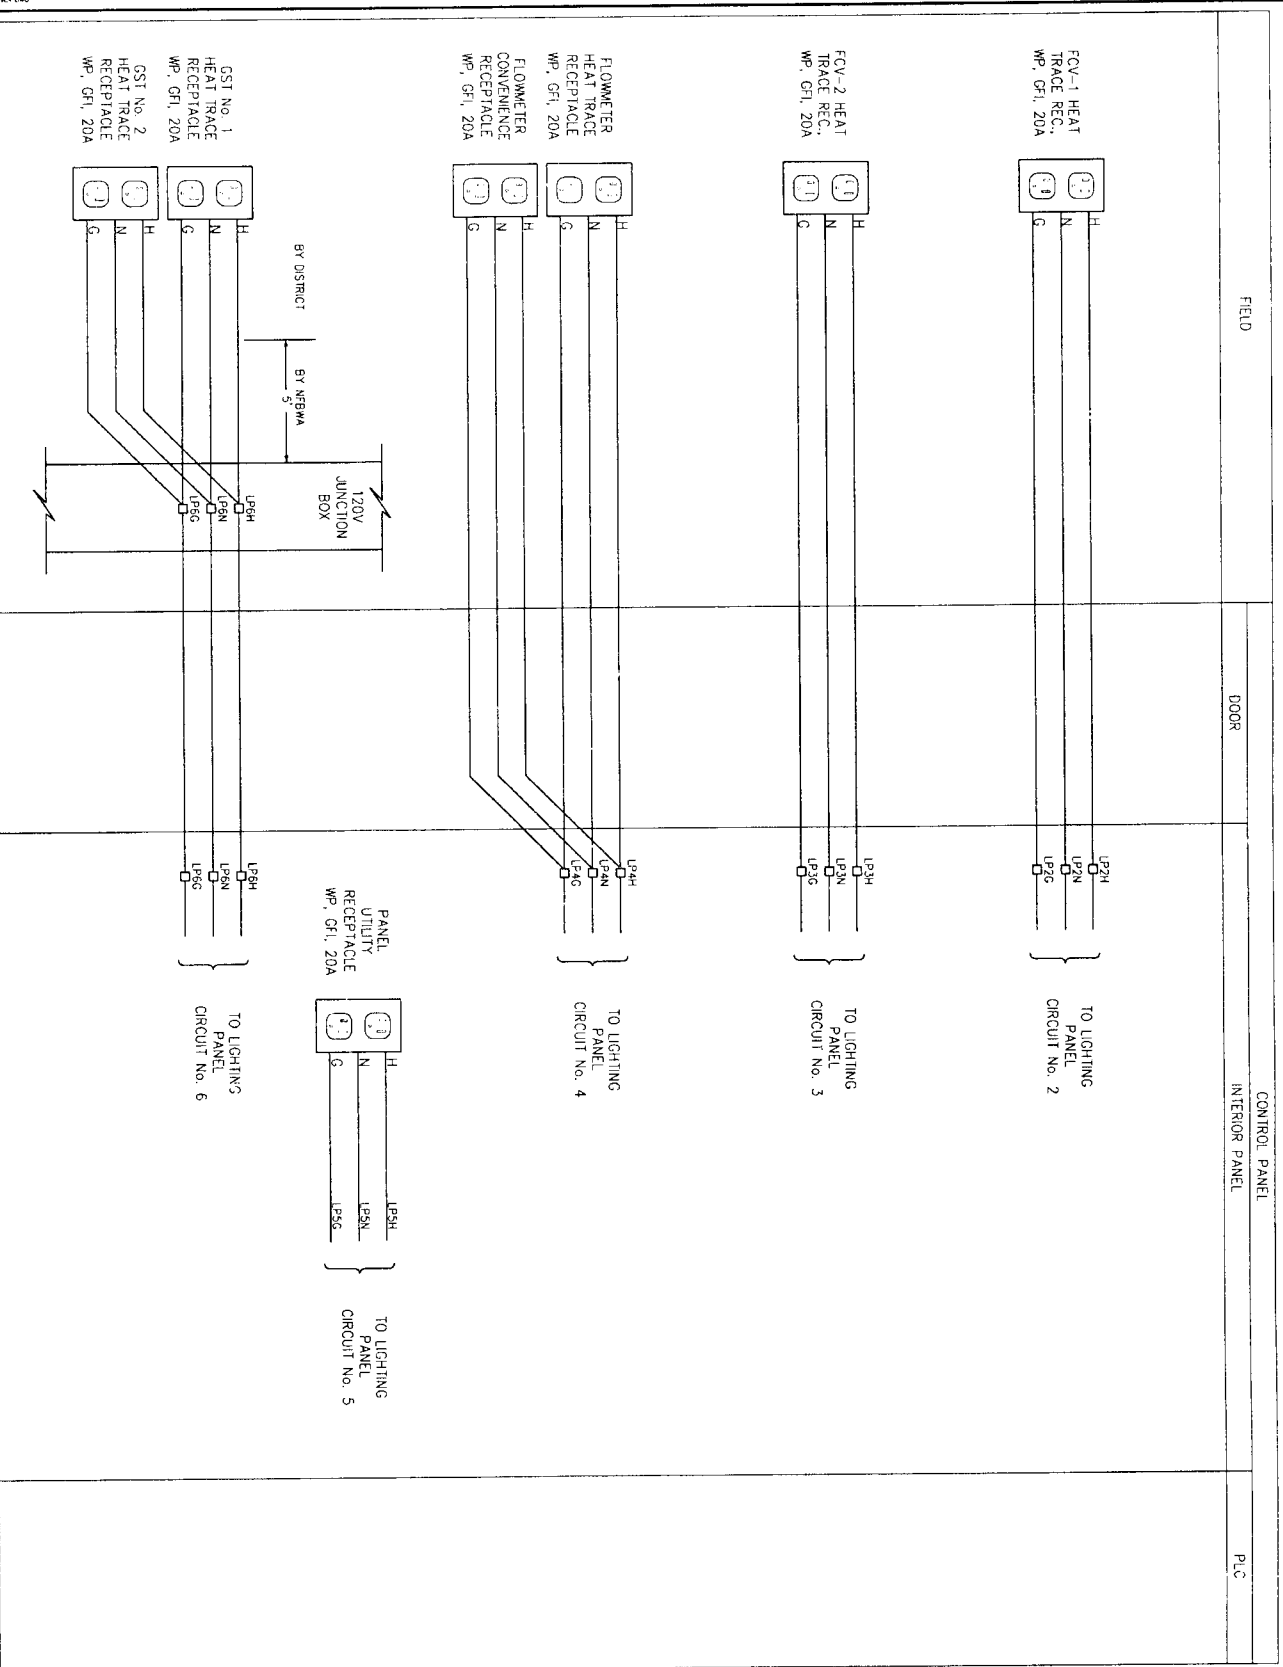 CONTROL PANEL
FIELD
DOOR
INTERIOR PANEL
PLC
FCV-1 HEAT
TRACE REC.,
WP, GFI, 20A
H
N
G
LP2H
LP2N
LP2G
TO LIGHTING
PANEL
CIRCUIT No. 2
FCV-2 HEAT
TRACE REC.,
WP, GFI, 20A
H
N
G
LP3H
LP3N
LP3G
TO LIGHTING
PANEL
CIRCUIT No. 3
FLOWMETER
HEAT TRACE
RECEPTACLE
WP, GFI, 20A
H
N
G
LP4H
LP4N
LP4G
TO LIGHTING
PANEL
CIRCUIT No. 4
FLOWMETER
CONVENIENCE
RECEPTACLE
WP, GFI, 20A
H
N
G
PANEL
UTILITY
RECEPTACLE
WP, GFI, 20A
H
N
G
LP5H
LP5N
LP5G
TO LIGHTING
PANEL
CIRCUIT No. 5
BY DISTRICT
BY NFBWA
5'
120V
JUNCTION
BOX
GST No. 1
HEAT TRACE
RECEPTACLE
WP, GFI, 20A
H
N
G
LP6H
LP6N
LP6G
LP6H
LP6N
LP6G
TO LIGHTING
PANEL
CIRCUIT No. 6
GST No. 2
HEAT TRACE
RECEPTACLE
WP, GFI, 20A
H
N
G